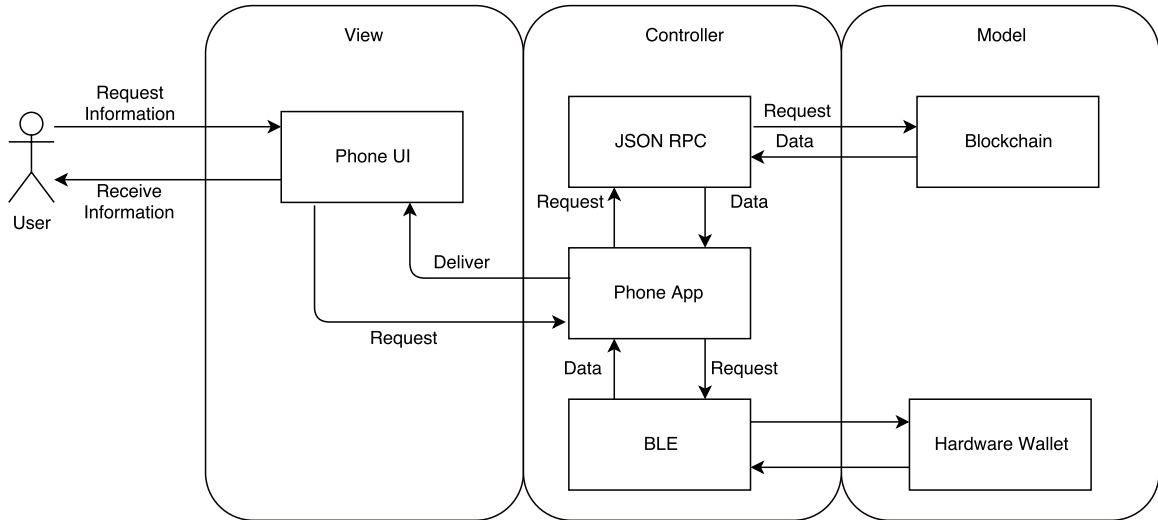 View
Controller
Model
Request
Information
Phone UI
Receive
Information
User
JSON RPC
Request
Data
Blockchain
Request
Data
Deliver
Phone App
Request
Data
Request
BLE
Hardware Wallet